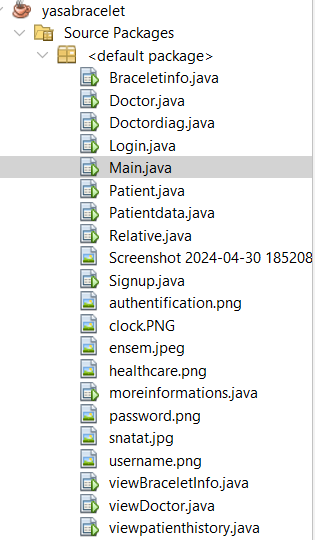 yasabracelet
Source Packages
<default package>
Braceletinfo.java
Doctor.java
Doctordiag.java
Login.java
Main.java
Patient.java
Patientdata.java
Relative.java
Screenshot 2024-04-30 185208
Signup.java
authentification.png
clock.PNG
ensem.jpeg
healthcare.png
moreinformations.java
password.png
snatat.jpg
username.png
viewBraceletInfo.java
viewDoctor.java
viewpatienthistory.java